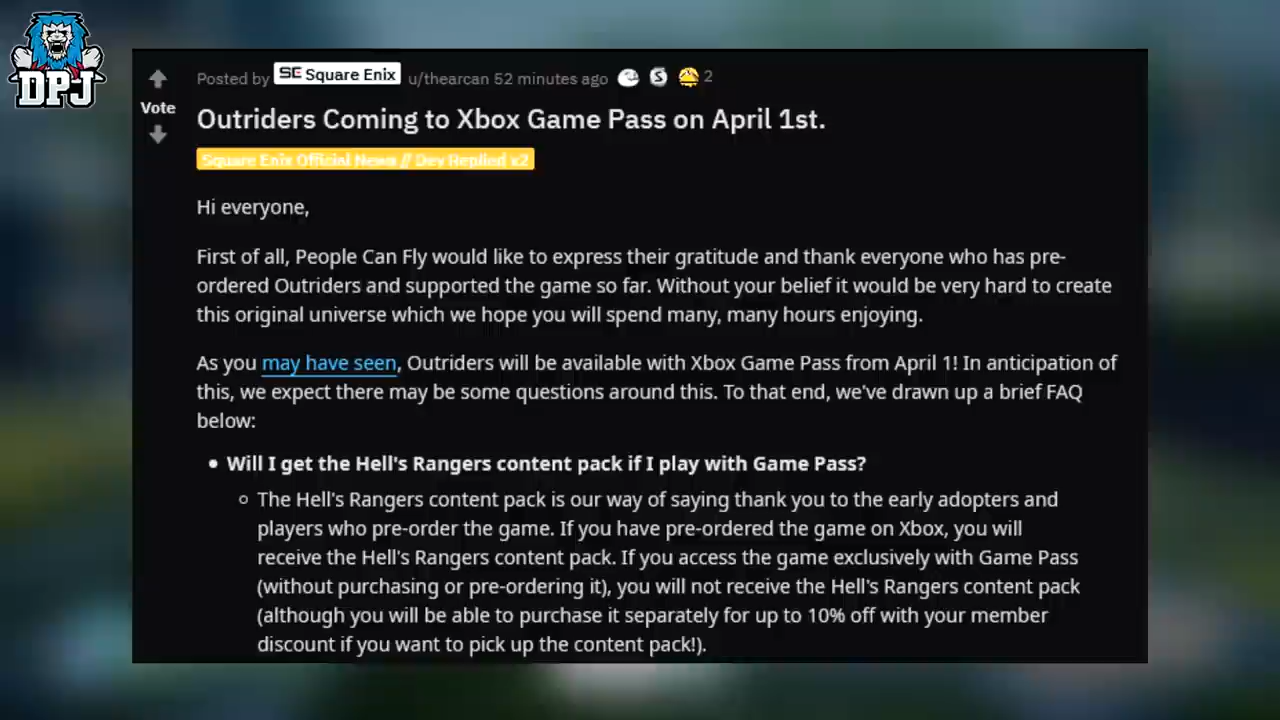 DPJ
Posted by SE Square Enix u/thearcan 52 minutes ago 2
Vote
Outriders Coming to Xbox Game Pass on April 1st.
Square Enix Official News // Dev Replied x2
Hi everyone,
First of all, People Can Fly would like to express their gratitude and thank everyone who has pre-
ordered Outriders and supported the game so far. Without your belief it would be very hard to create
this original universe which we hope you will spend many, many hours enjoying.
As you may have seen, Outriders will be available with Xbox Game Pass from April 1! In anticipation of
this, we expect there may be some questions around this. To that end, we've drawn up a brief FAQ
below:
• Will I get the Hell's Rangers content pack if I play with Game Pass?
○ The Hell's Rangers content pack is our way of saying thank you to the early adopters and
players who pre-order the game. If you have pre-ordered the game on Xbox, you will
receive the Hell's Rangers content pack. If you access the game exclusively with Game Pass
(without purchasing or pre-ordering it), you will not receive the Hell's Rangers content pack
(although you will be able to purchase it separately for up to 10% off with your member
discount if you want to pick up the content pack!).